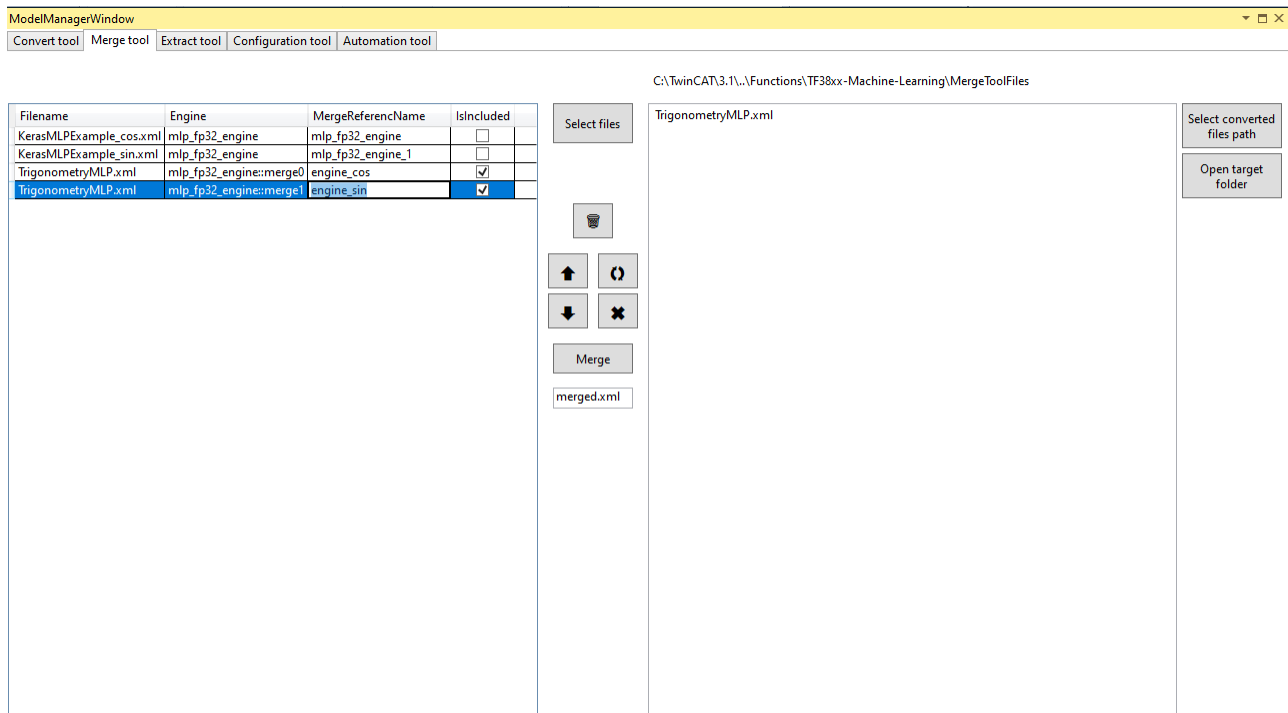 ModelManagerWindow
Convert tool Merge tool Extract tool Configuration tool Automation tool
C:\TwinCAT\3.1\..\Functions\TF38xx-Machine-Learning\MergeToolFiles
Filename Engine MergeReferencName IsIncluded
KerasMLPExample_cos.xml mlp_fp32_engine mlp_fp32_engine
KerasMLPExample_sin.xml mlp_fp32_engine mlp_fp32_engine_1
TrigonometryMLP.xml mlp_fp32_engine::merge0 engine_cos
TrigonometryMLP.xml mlp_fp32_engine::merge1 engine_sin
Select files
Merge
merged.xml
TrigonometryMLP.xml
Select converted
files path
Open target
folder